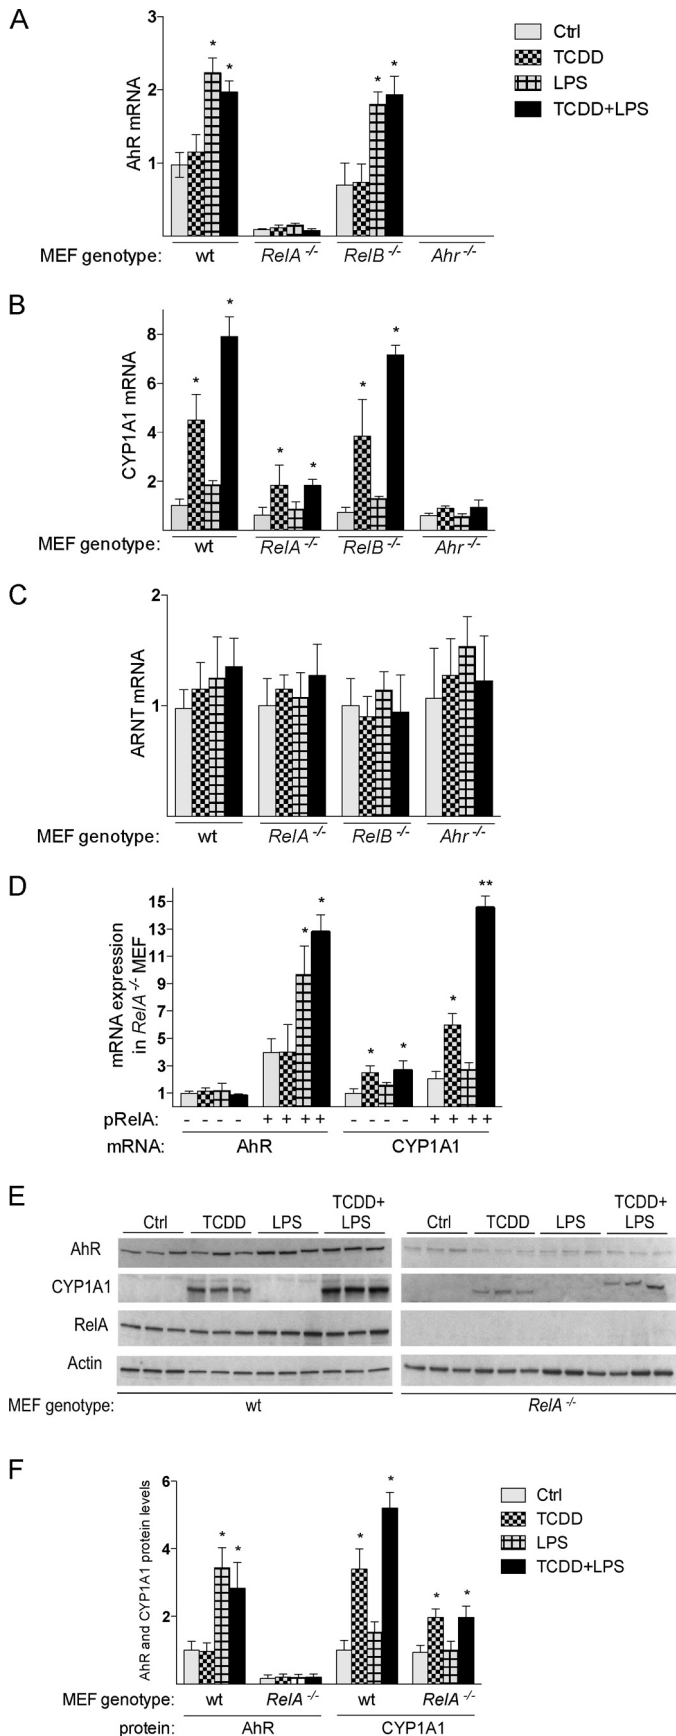 A
3
2
1
AhR mRNA
* * * *
Ctrl
TCDD
LPS
TCDD+LPS
MEF genotype: wt RelA -/- RelB -/- Ahr -/-
B
8
6
4
2
CYP1A1 mRNA
* * * * * *
MEF genotype: wt RelA -/- RelB -/- Ahr -/-
C
2
1
ARNT mRNA
MEF genotype: wt RelA -/- RelB -/- Ahr -/-
D
15
13
11
9
7
5
3
1
mRNA expression
in RelA -/- MEF
* * * * * **
pRelA: - - - - + + + + - - - - + + + +
mRNA: AhR CYP1A1
E
Ctrl TCDD LPS TCDD+
LPS
Ctrl TCDD LPS TCDD+
LPS
AhR
CYP1A1
RelA
Actin
MEF genotype: wt RelA -/-
F
6
4
2
AhR and CYP1A1 protein levels
* * * * * *
Ctrl
TCDD
LPS
TCDD+LPS
MEF genotype: wt RelA -/- wt RelA -/-
protein: AhR CYP1A1